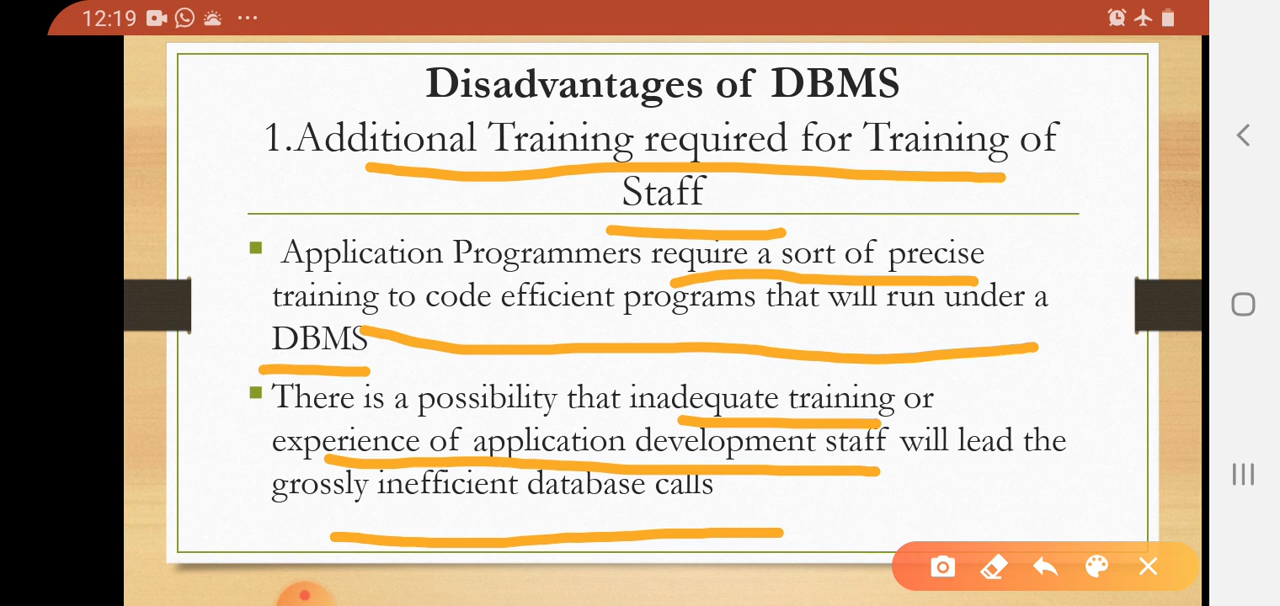 12:19
Disadvantages of DBMS
1.Additional Training required for Training of
Staff
Application Programmers require a sort of precise
training to code efficient programs that will run under a
DBMS
There is a possibility that inadequate training or
experience of application development staff will lead the
grossly inefficient database calls